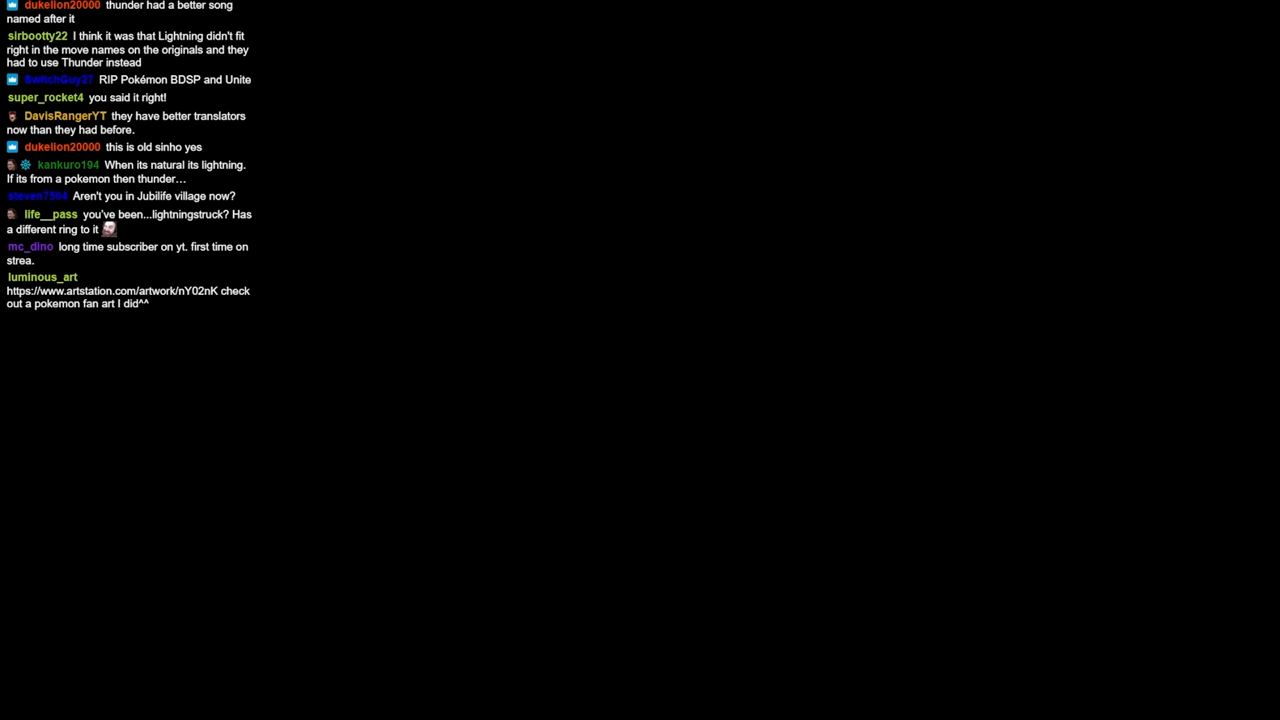 dukelion20000 thunder had a better song
named after it
sirbootty22 I think it was that Lightning didn't fit
right in the move names on the originals and they
had to use Thunder instead
SwitchGuy27 RIP Pokémon BDSP and Unite
super_rocket4 you said it right!
DavisRangerYT they have better translators
now than they had before.
dukelion20000 this is old sinho yes
kankuro194 When its natural its lightning.
If its from a pokemon then thunder…
steven7504 Aren't you in Jubilife village now?
life__pass you've been...lightningstruck? Has
a different ring to it
mc_dino long time subscriber on yt. first time on
strea.
luminous_art
https://www.artstation.com/artwork/nY02nK check
out a pokemon fan art I did^^